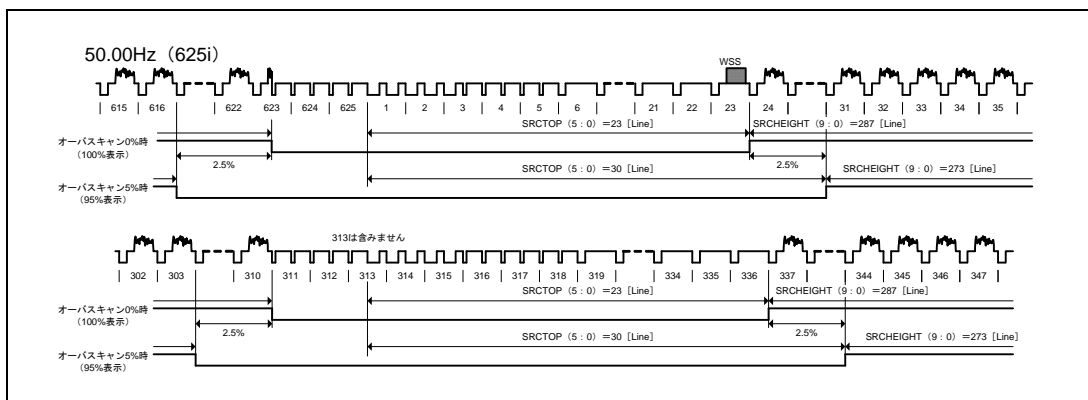 50.00Hz（625i）
WSS
615 616 622 623 624 625 1 2 3 4 5 6 21 22 23 24 31 32 33 34 35
SRCTOP（5：0）＝23［Line］ SRCHEIGHT（9：0）＝287［Line］
オーバスキャン0%時
（100%表示）
2.5% 2.5%
SRCTOP（5：0）＝30［Line］ SRCHEIGHT（9：0）＝273［Line］
オーバスキャン5%時
（95%表示）
313は含みません
302 303 310 311 312 313 314 315 316 317 318 319 334 335 336 337 344 345 346 347
SRCTOP（5：0）＝23［Line］ SRCHEIGHT（9：0）＝287［Line］
オーバスキャン0%時
（100%表示）
2.5% 2.5%
SRCTOP（5：0）＝30［Line］ SRCHEIGHT（9：0）＝273［Line］
オーバスキャン5%時
（95%表示）